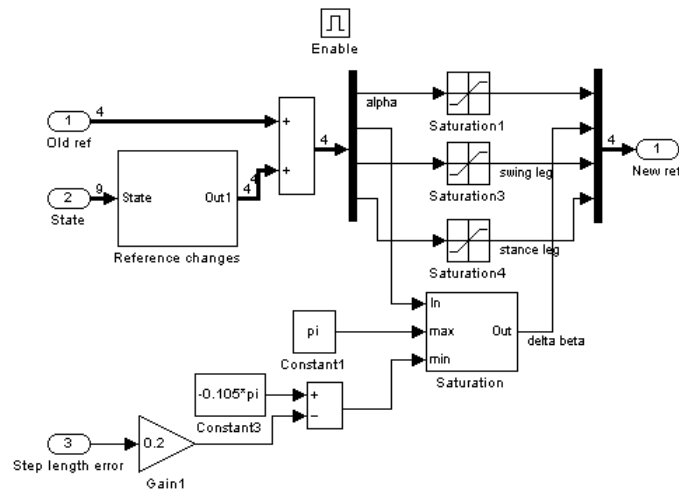 Enable
4
1
Old ref
+
+
4
alpha
Saturation1
4
1
New ref
9
2
State
State
Out1
4
4
Reference changes
swing leg
Saturation3
stance leg
Saturation4
In
max
min
Out
delta beta
Saturation
pi
Constant1
-0.105*pi
Constant3
+
−
3
Step length error
0.2
Gain1